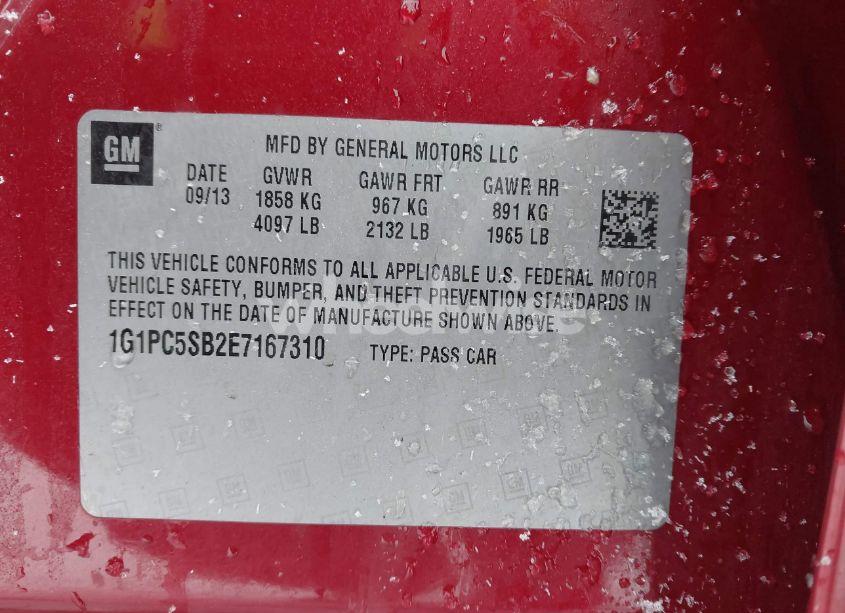 GM
MFD BY GENERAL MOTORS LLC
DATE GVWR GAWR FRT GAWR RR
09/13 1858 KG 967 KG 891 KG
4097 LB 2132 LB 1965 LB
THIS VEHICLE CONFORMS TO ALL APPLICABLE U.S. FEDERAL MOTOR
VEHICLE SAFETY, BUMPER, AND THEFT PREVENTION STANDARDS IN
EFFECT ON THE DATE OF MANUFACTURE SHOWN ABOVE.
1G1PC5SB2E7167310 TYPE: PASS CAR